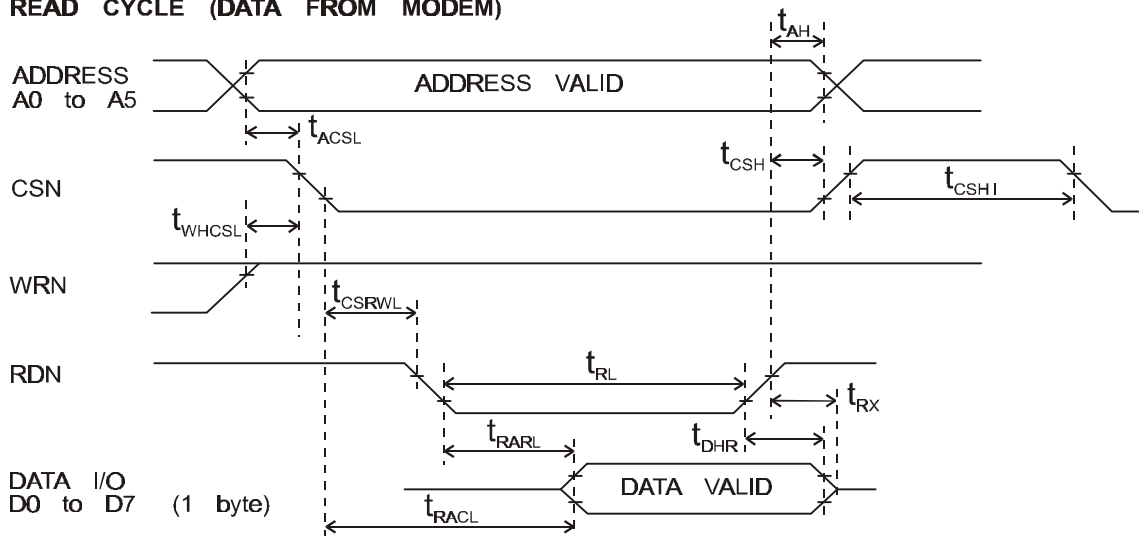 READ CYCLE (DATA FROM MODEM)
tAH
ADDRESS
A0 to A5
ADDRESS VALID
tACSL
tCSH
CSN
tCSHI
tWHCSL
WRN
tCSRWL
RDN
tRL
tRX
tRARL
tDHR
DATA I/O
D0 to D7 (1 byte)
DATA VALID
tRACL